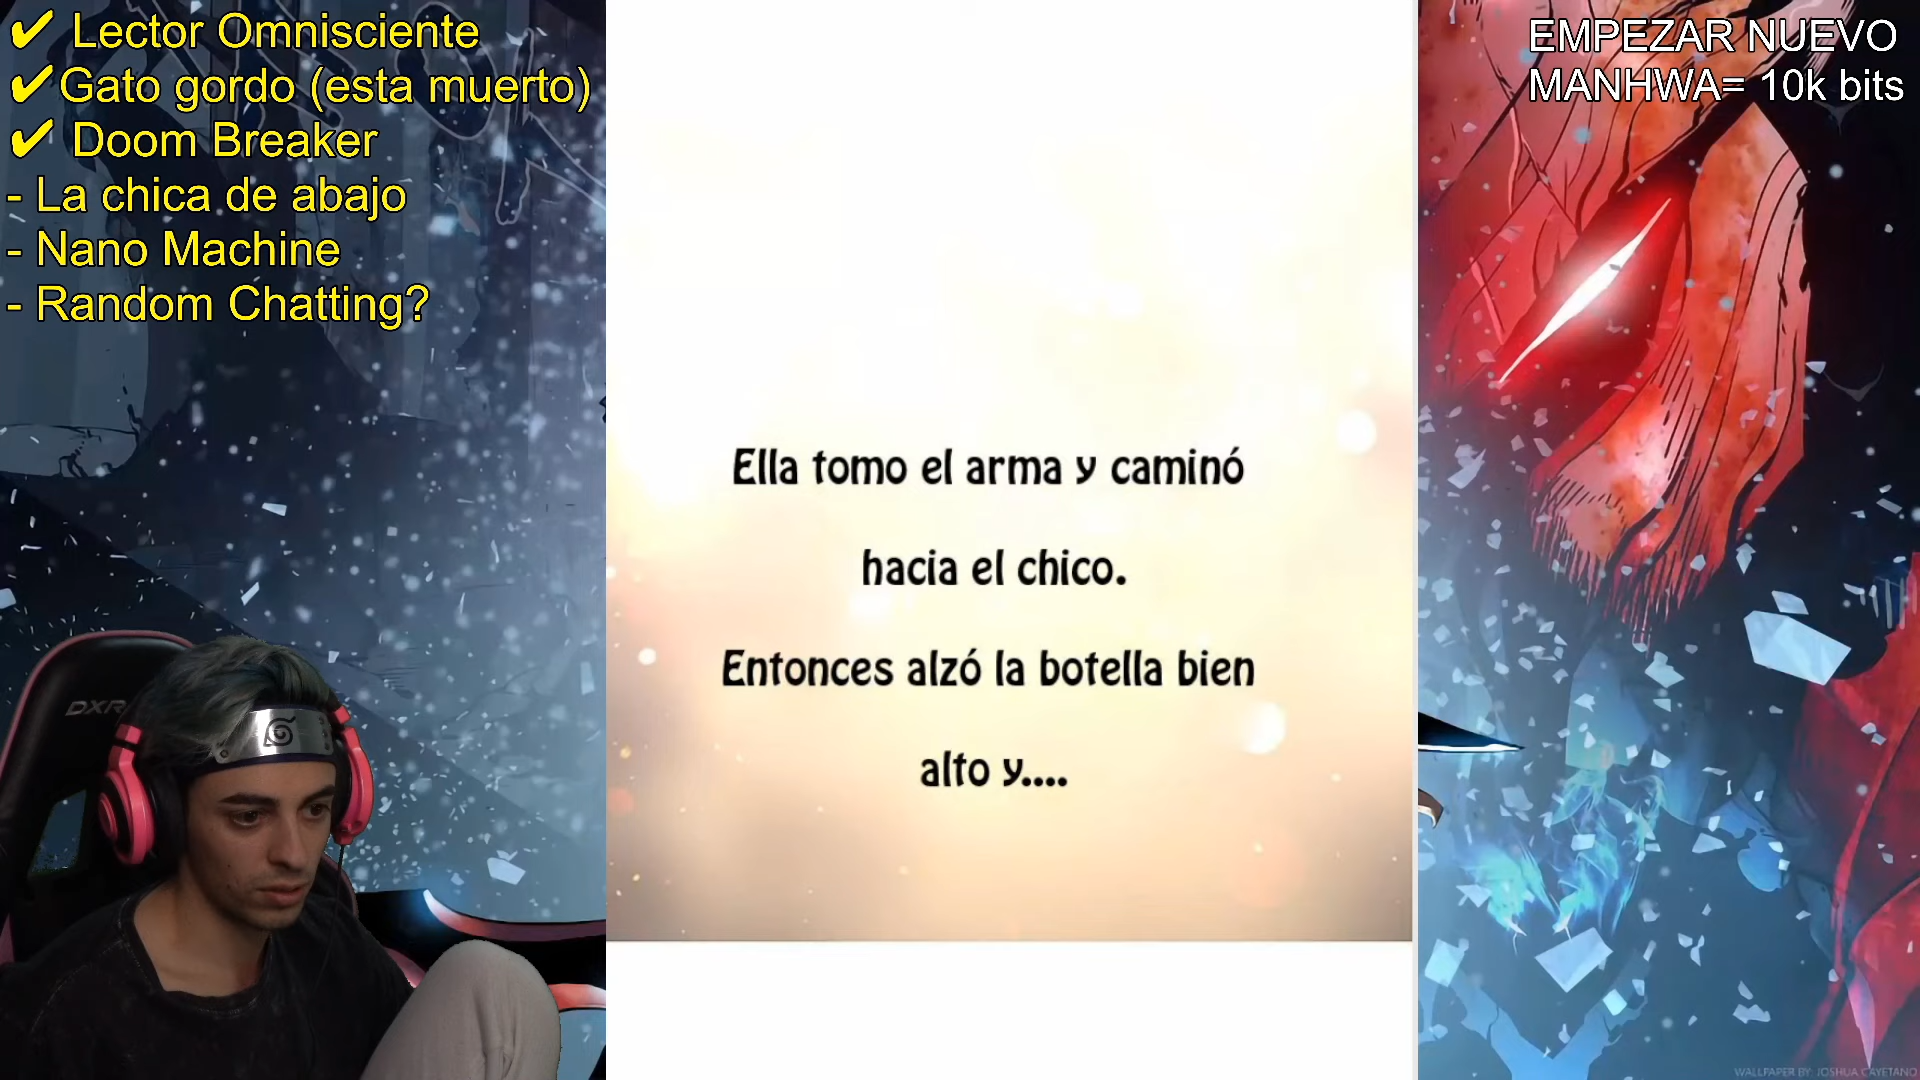 ✔ Lector Omnisciente
✔ Gato gordo (esta muerto)
✔ Doom Breaker
- La chica de abajo
- Nano Machine
- Random Chatting?
EMPEZAR NUEVO
MANHWA= 10k bits
Ella tomo el arma y caminó
hacia el chico.
Entonces alzó la botella bien
alto y....
DXR
WALLPAPER BY: JOSHUA CAYETANO